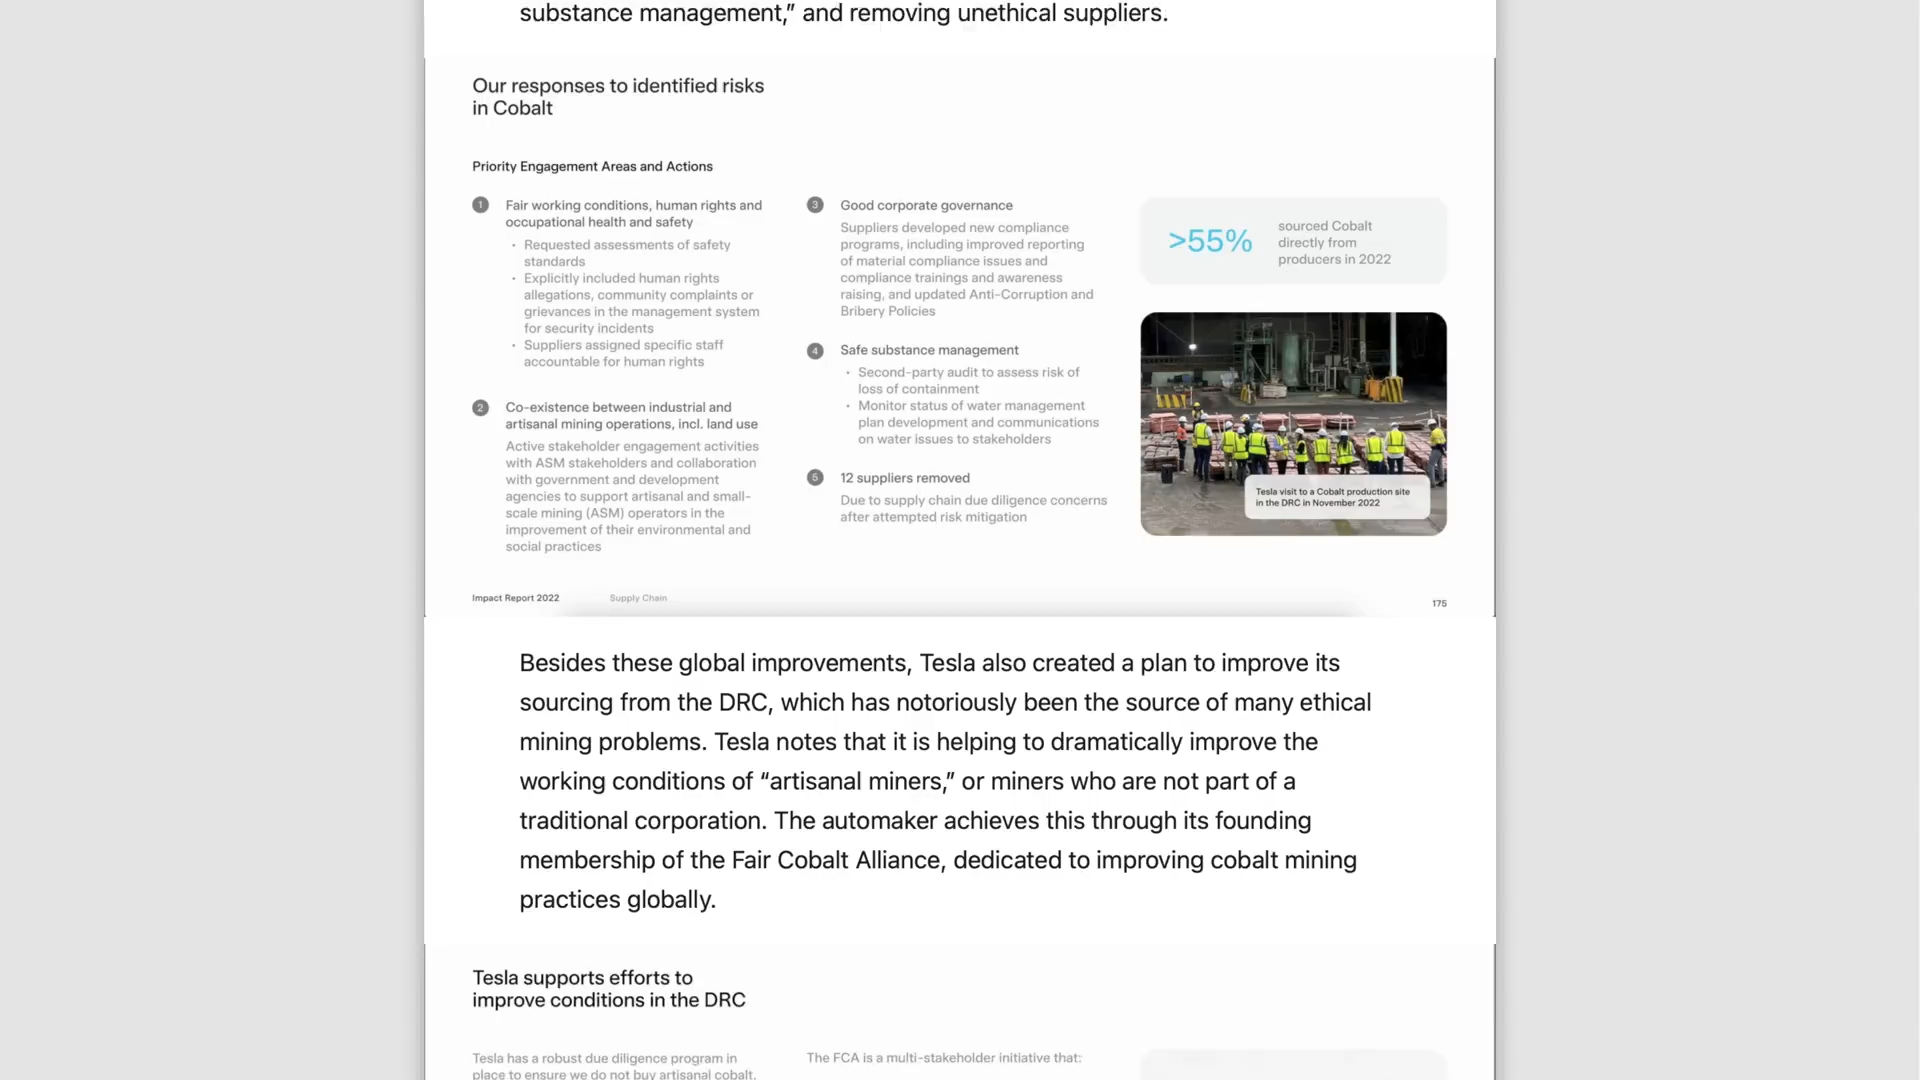 substance management,” and removing unethical suppliers.
Our responses to identified risks
in Cobalt
Priority Engagement Areas and Actions
1 Fair working conditions, human rights and
occupational health and safety
• Requested assessments of safety
standards
• Explicitly included human rights
allegations, community complaints or
grievances in the management system
for security incidents
• Suppliers assigned specific staff
accountable for human rights
2 Co-existence between industrial and
artisanal mining operations, incl. land use
Active stakeholder engagement activities
with ASM stakeholders and collaboration
with government and development
agencies to support artisanal and small-
scale mining (ASM) operators in the
improvement of their environmental and
social practices
3 Good corporate governance
Suppliers developed new compliance
programs, including improved reporting
of material compliance issues and
compliance trainings and awareness
raising, and updated Anti-Corruption and
Bribery Policies
4 Safe substance management
• Second-party audit to assess risk of
loss of containment
• Monitor status of water management
plan development and communications
on water issues to stakeholders
5 12 suppliers removed
Due to supply chain due diligence concerns
after attempted risk mitigation
>55%
sourced Cobalt
directly from
producers in 2022
Tesla visit to a Cobalt production site
in the DRC in November 2022
Impact Report 2022 Supply Chain 175
Besides these global improvements, Tesla also created a plan to improve its
sourcing from the DRC, which has notoriously been the source of many ethical
mining problems. Tesla notes that it is helping to dramatically improve the
working conditions of “artisanal miners,” or miners who are not part of a
traditional corporation. The automaker achieves this through its founding
membership of the Fair Cobalt Alliance, dedicated to improving cobalt mining
practices globally.
Tesla supports efforts to
improve conditions in the DRC
Tesla has a robust due diligence program in
place to ensure we do not buy artisanal cobalt.
The FCA is a multi-stakeholder initiative that: